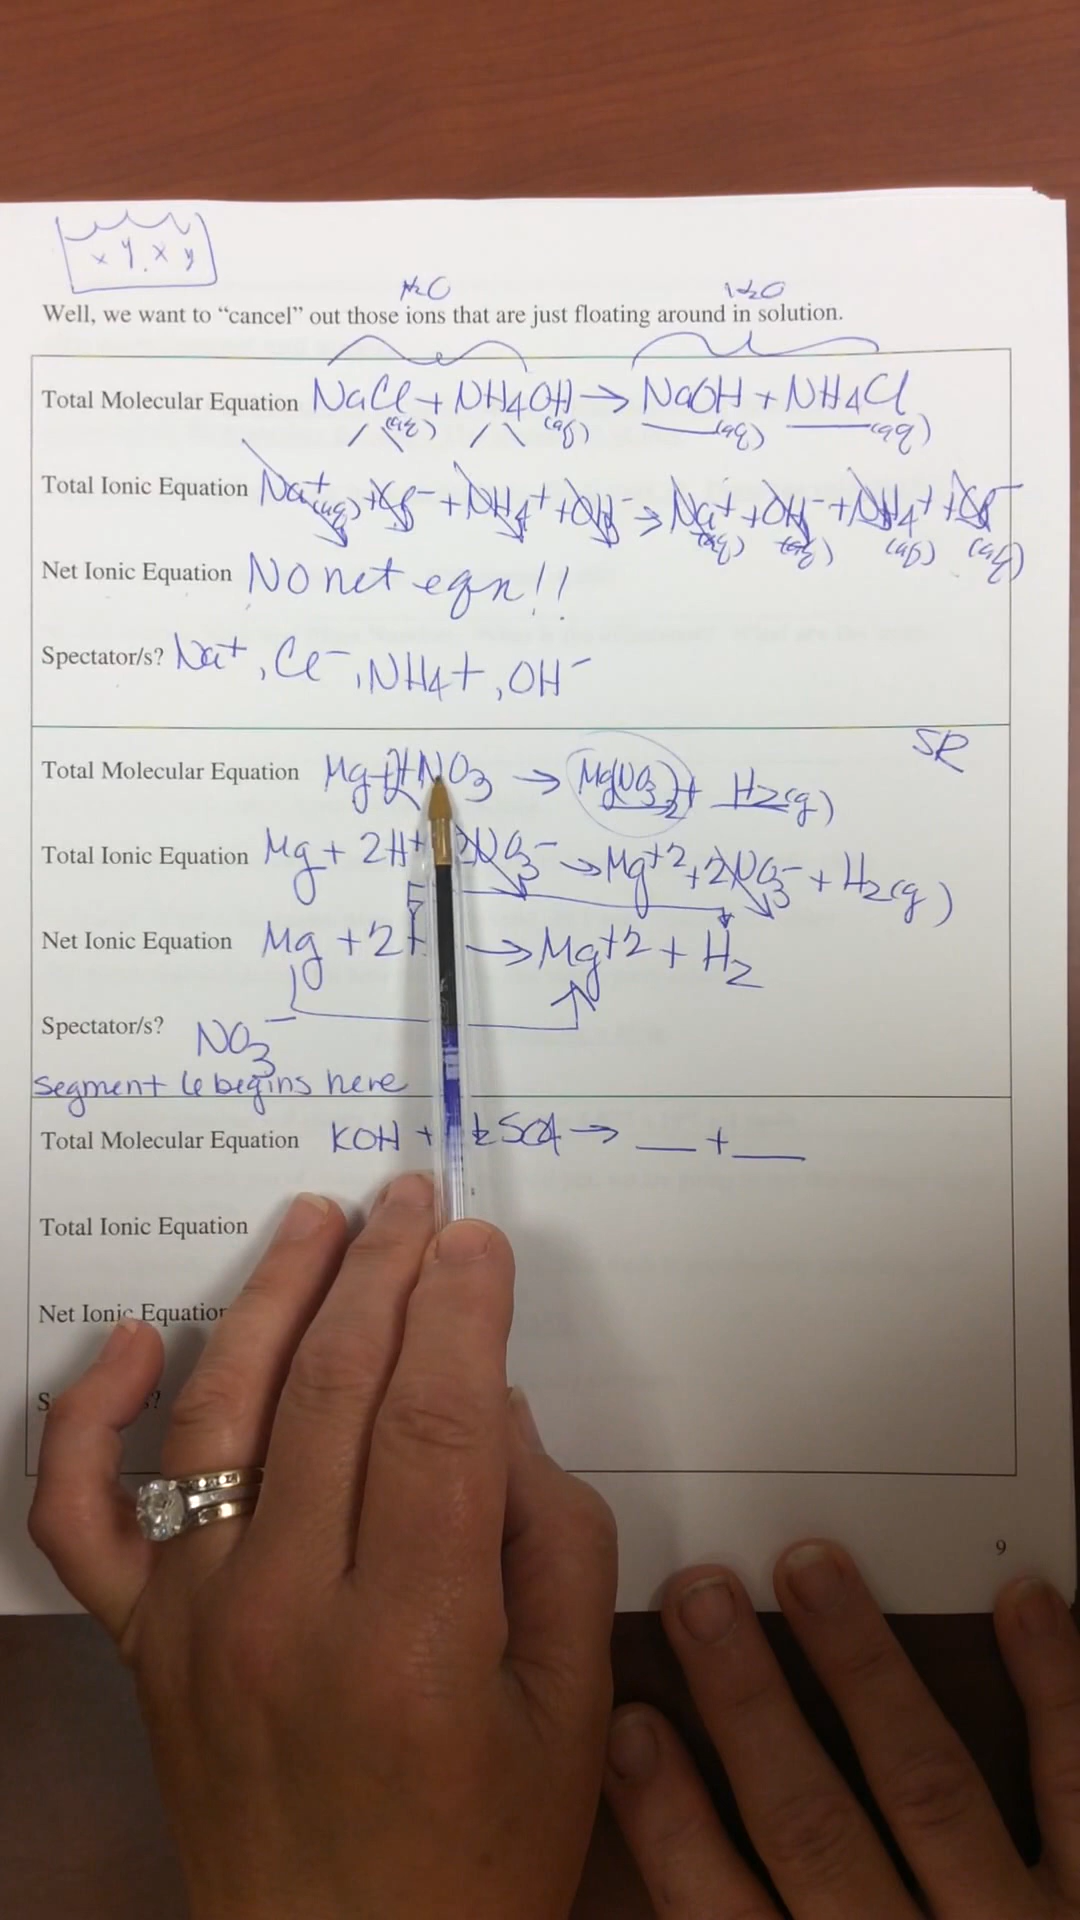 x y . x y
H2O H2O
Well, we want to “cancel” out those ions that are just floating around in solution.
Total Molecular Equation NaCl + NH4OH → NaOH + NH4Cl
(aq) (aq) (aq) (aq)
Total Ionic Equation Na+ + Cl- + NH4+ + OH- → Na+ + OH- + NH4+ + Cl-
(aq) (aq) (aq) (aq) (aq)
Net Ionic Equation No net eqn!!
Spectator/s? Na+, Cl-, NH4+, OH-
SR
Total Molecular Equation Mg + NO3 → Mg(NO3)2 + H2(g)
Total Ionic Equation Mg + 2H+ 2NO3- → Mg+2 + 2NO3- + H2(g)
Net Ionic Equation Mg + 2 → Mg+2 + H2
Spectator/s? NO3-
Segment 6 begins here
Total Molecular Equation KOH + 2SO4 → __ + __
Total Ionic Equation
Net Ionic Equation
S ?
9